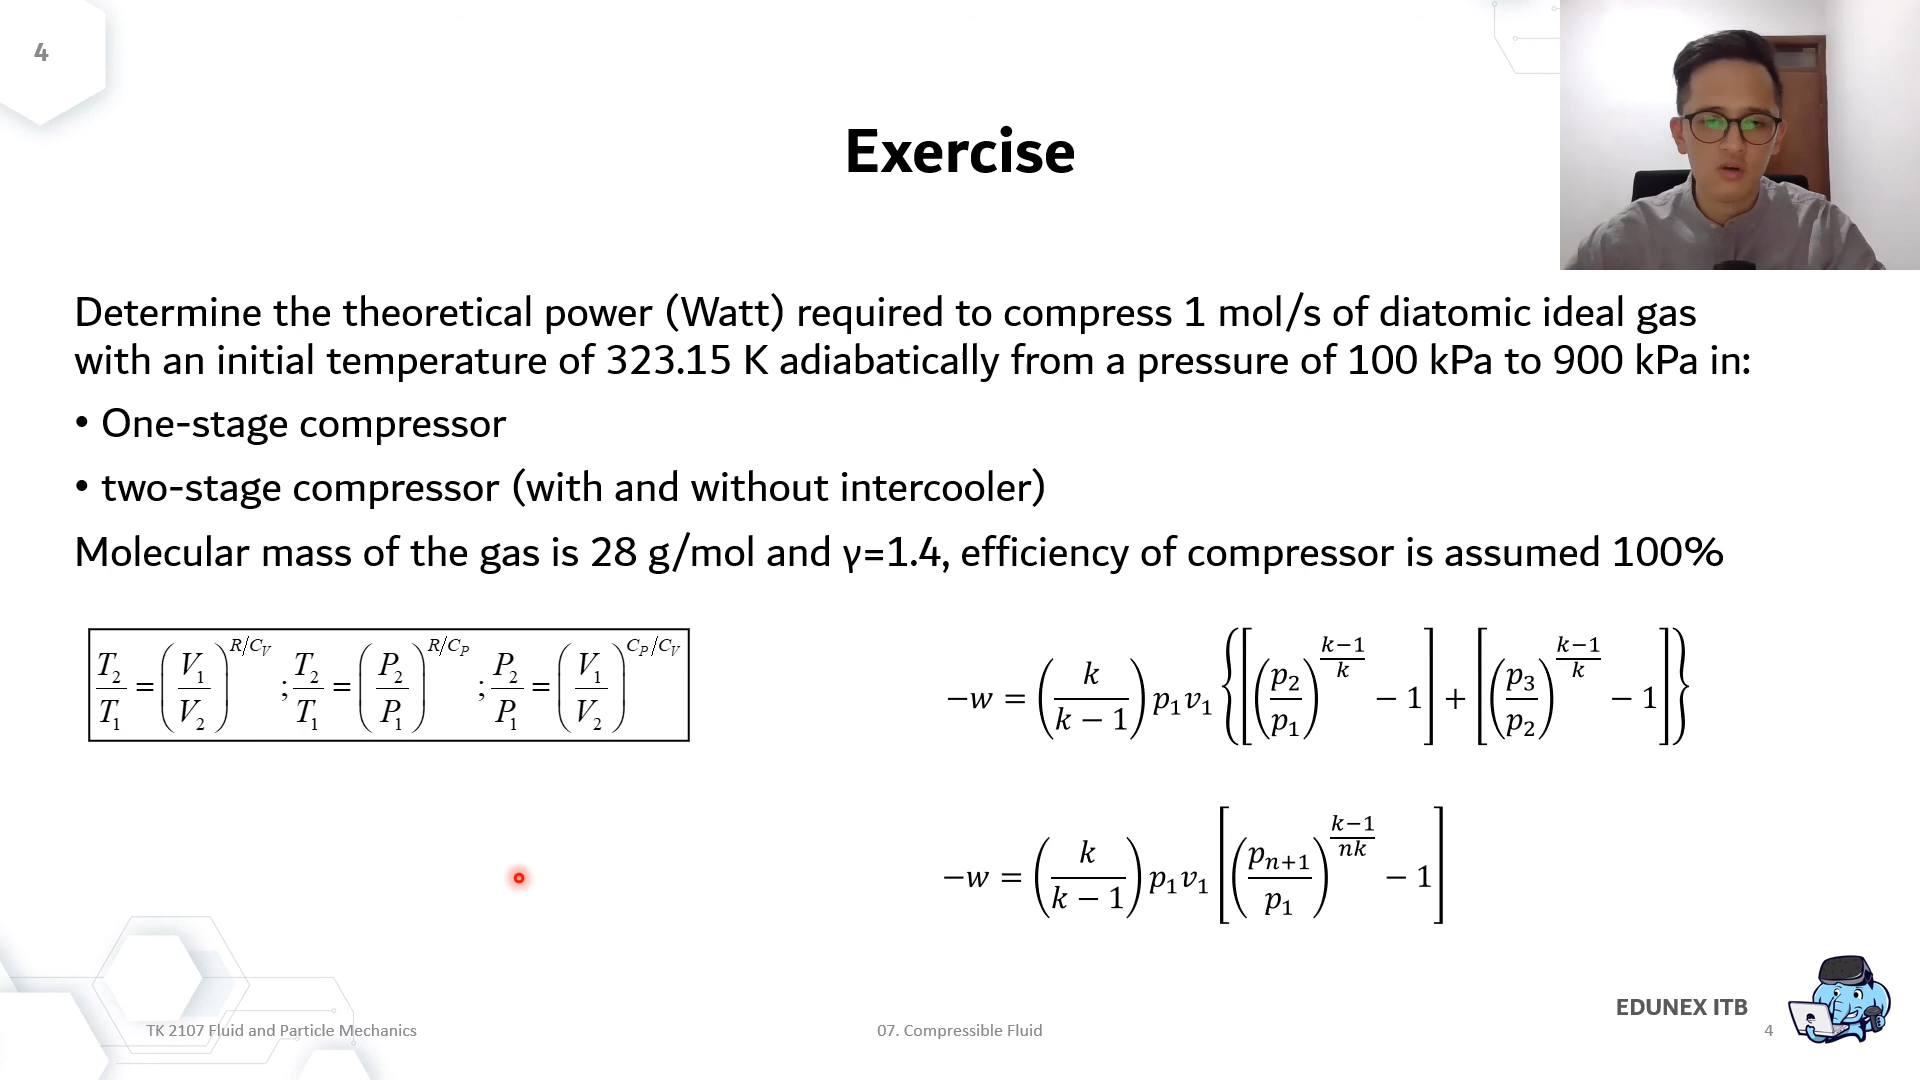 4
Exercise
Determine the theoretical power (Watt) required to compress 1 mol/s of diatomic ideal gas
with an initial temperature of 323.15 K adiabatically from a pressure of 100 kPa to 900 kPa in:
• One-stage compressor
• two-stage compressor (with and without intercooler)
Molecular mass of the gas is 28 g/mol and γ=1.4, efficiency of compressor is assumed 100%
T₂/T₁ = (V₁/V₂)^(R/C_V) ; T₂/T₁ = (P₂/P₁)^(R/C_P) ; P₂/P₁ = (V₁/V₂)^(C_P/C_V)
−w = (k/(k − 1)) p₁v₁ {[(p₂/p₁)^((k−1)/k) − 1] + [(p₃/p₂)^((k−1)/k) − 1]}
−w = (k/(k − 1)) p₁v₁ [(pₙ₊₁/p₁)^((k−1)/nk) − 1]
EDUNEX ITB
TK 2107 Fluid and Particle Mechanics
07. Compressible Fluid
4